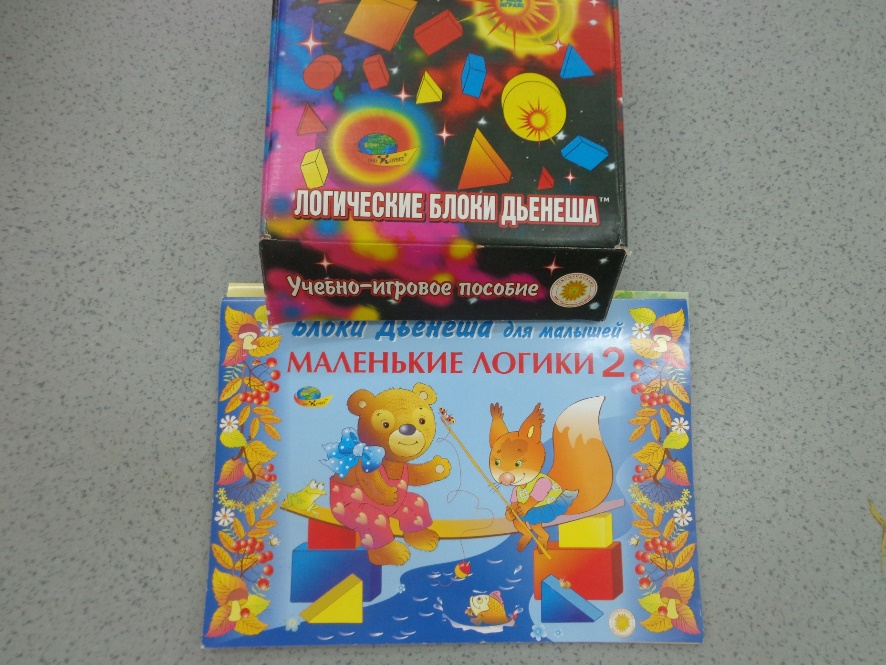 ЛОГИЧЕСКИЕ БЛОКИ ДЬЕНЕША™
Учебно-игровое пособие
Блоки Дьенеша для малышей
МАЛЕНЬКИЕ ЛОГИКИ 2